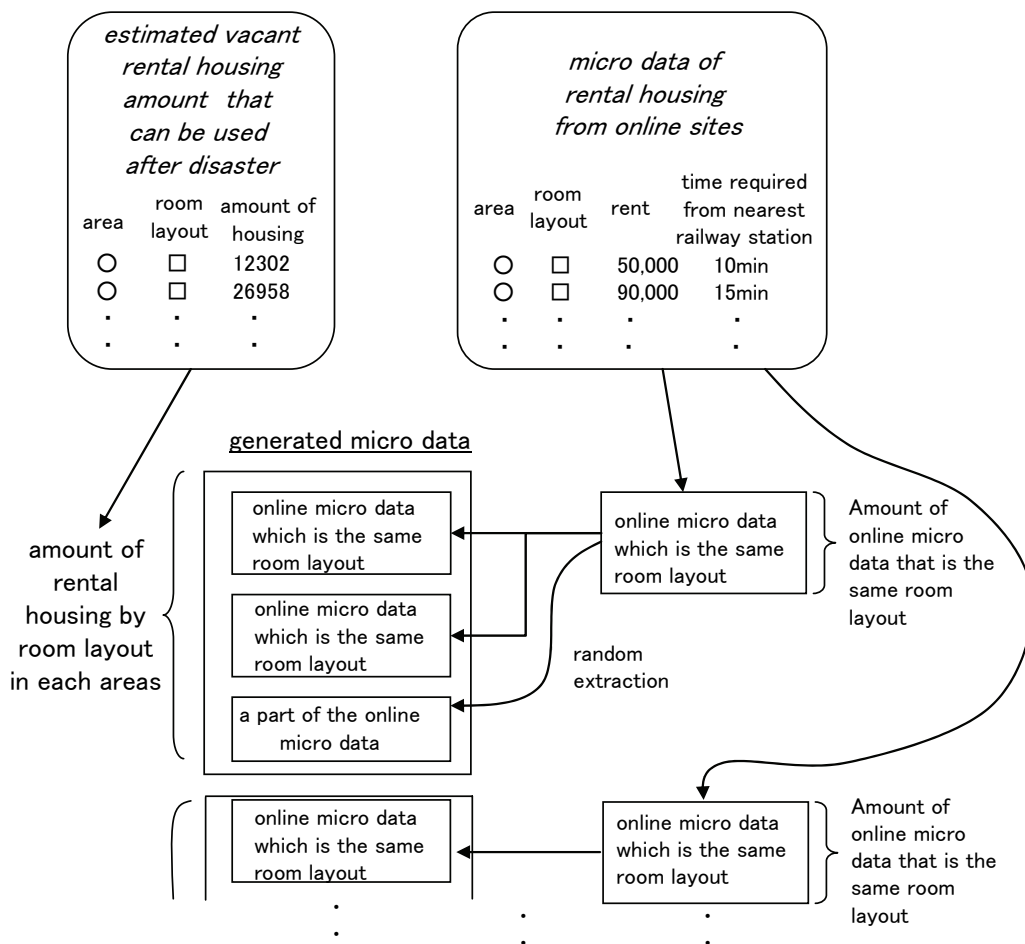 estimated vacant
rental housing
amount that
can be used
after disaster
area
room
layout
amount of
housing
○ □ 12302
○ □ 26958
. . .
. . .
micro data of
rental housing
from online sites
area
room
layout
rent
time required
from nearest
railway station
○ □ 50,000 10min
○ □ 90,000 15min
. . . .
. . . .
generated micro data
amount of
rental
housing by
room layout
in each areas
online micro data
which is the same
room layout
online micro data
which is the same
room layout
a part of the online
micro data
online micro data
which is the same
room layout
Amount of
online micro
data that is the
same room
layout
random
extraction
online micro data
which is the same
room layout
online micro data
which is the same
room layout
Amount of
online micro
data that is the
same room
layout
. . .
. . .